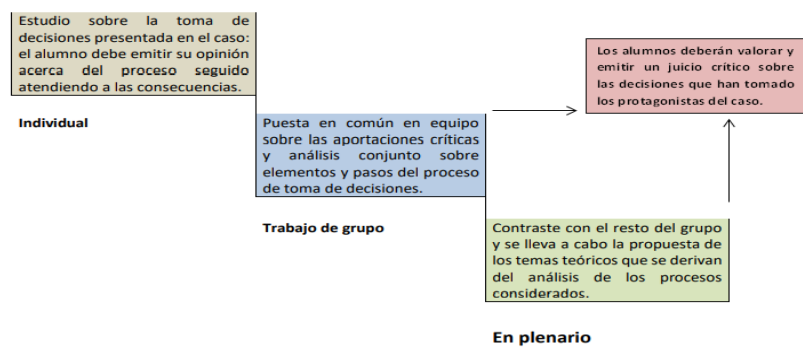 Estudio sobre la toma de
decisiones presentada en el caso:
el alumno debe emitir su opinión
acerca del proceso seguido
atendiendo a las consecuencias.
Individual
Los alumnos deberán valorar y
emitir un juicio crítico sobre
las decisiones que han tomado
los protagonistas del caso.
Puesta en común en equipo
sobre las aportaciones críticas
y análisis conjunto sobre
elementos y pasos del proceso
de toma de decisiones.
Trabajo de grupo
Contraste con el resto del grupo
y se lleva a cabo la propuesta de
los temas teóricos que se derivan
del análisis de los procesos
considerados.
En plenario